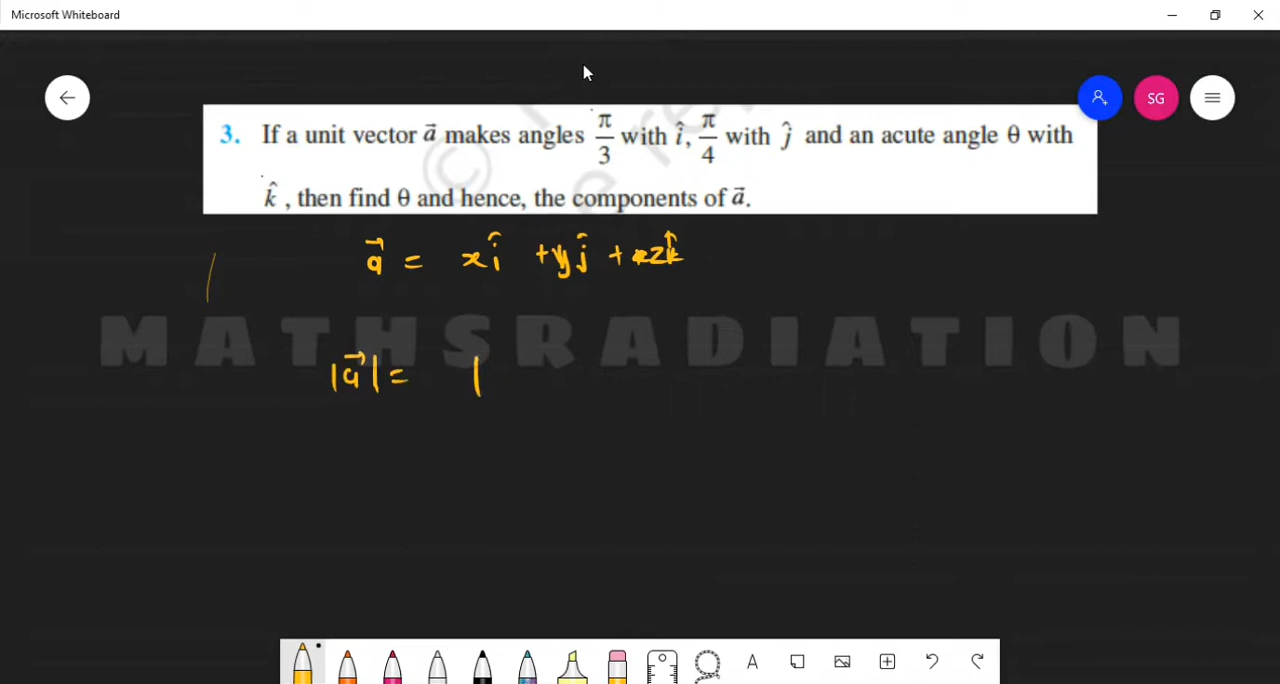 Microsoft Whiteboard
SG
3. If a unit vector a⃗ makes angles π/3 with î, π/4 with ĵ and an acute angle θ with
k̂, then find θ and hence, the components of a⃗.
a⃗ = xî + yĵ + zk̂
MATHSRADIATION
|a⃗| = 1
A